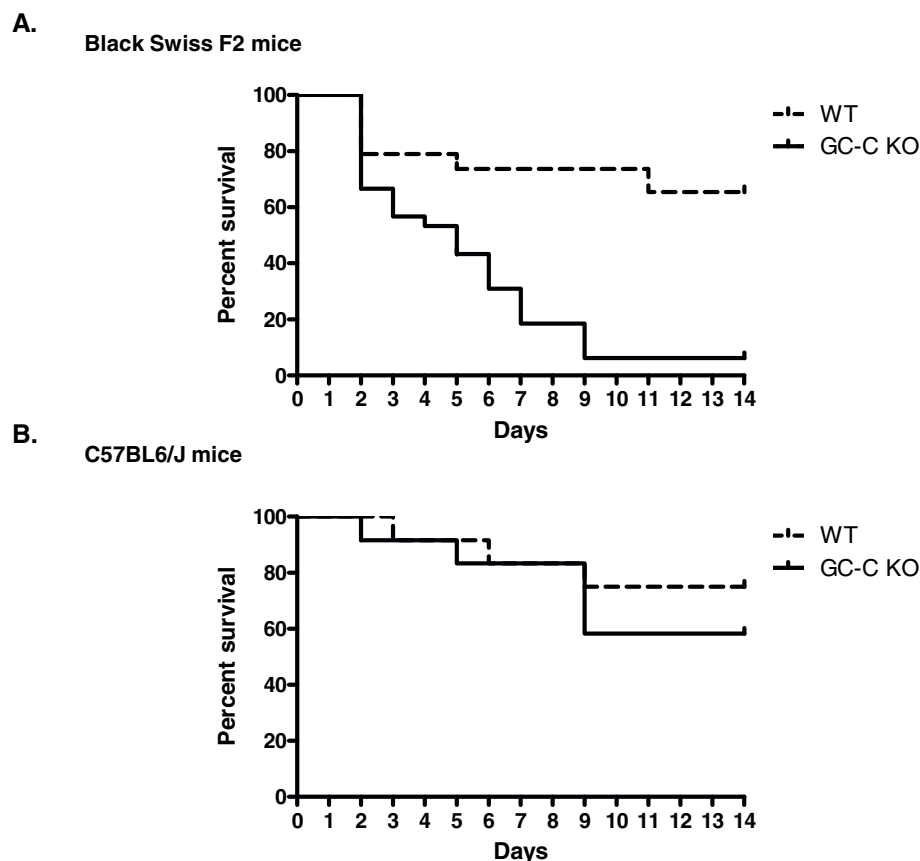 A.
Black Swiss F2 mice
100
80
60
40
20
0
Percent survival
0 1 2 3 4 5 6 7 8 9 10 11 12 13 14
Days
WT
GC-C KO
B.
C57BL6/J mice
100
80
60
40
20
0
Percent survival
0 1 2 3 4 5 6 7 8 9 10 11 12 13 14
Days
WT
GC-C KO